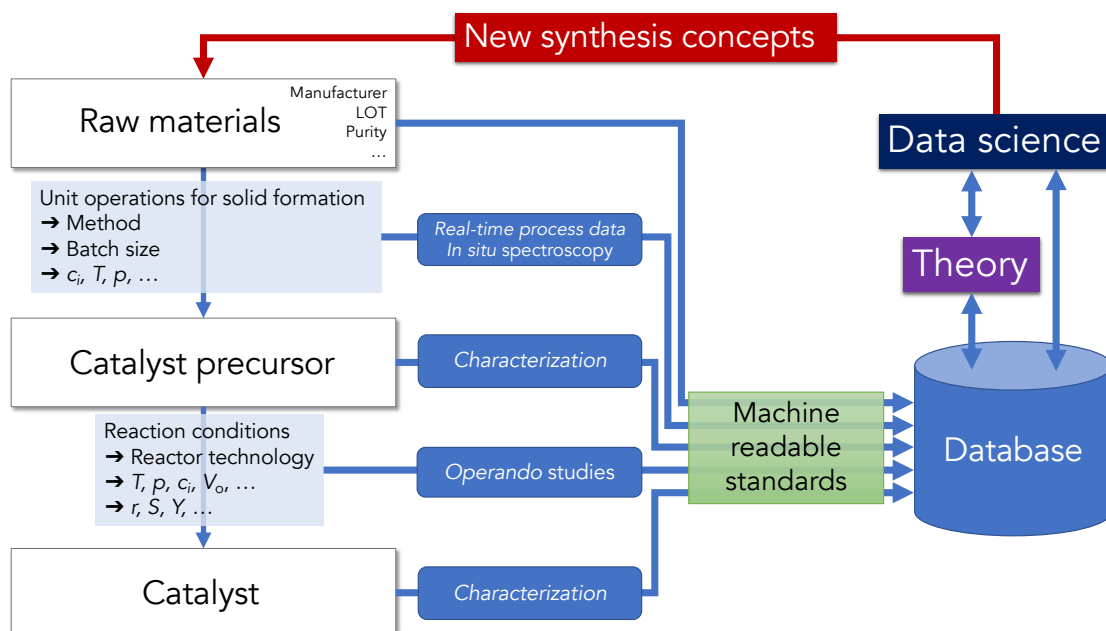 New synthesis concepts
Raw materials
Manufacturer
LOT
Purity
...
Data science
Unit operations for solid formation
➔ Method
➔ Batch size
➔ cᵢ, T, p, ...
Real-time process data
In situ spectroscopy
Theory
Catalyst precursor
Characterization
Machine
readable
standards
Database
Reaction conditions
➔ Reactor technology
➔ T, p, cᵢ, Vₒ, ...
➔ r, S, Y, ...
Operando studies
Catalyst
Characterization